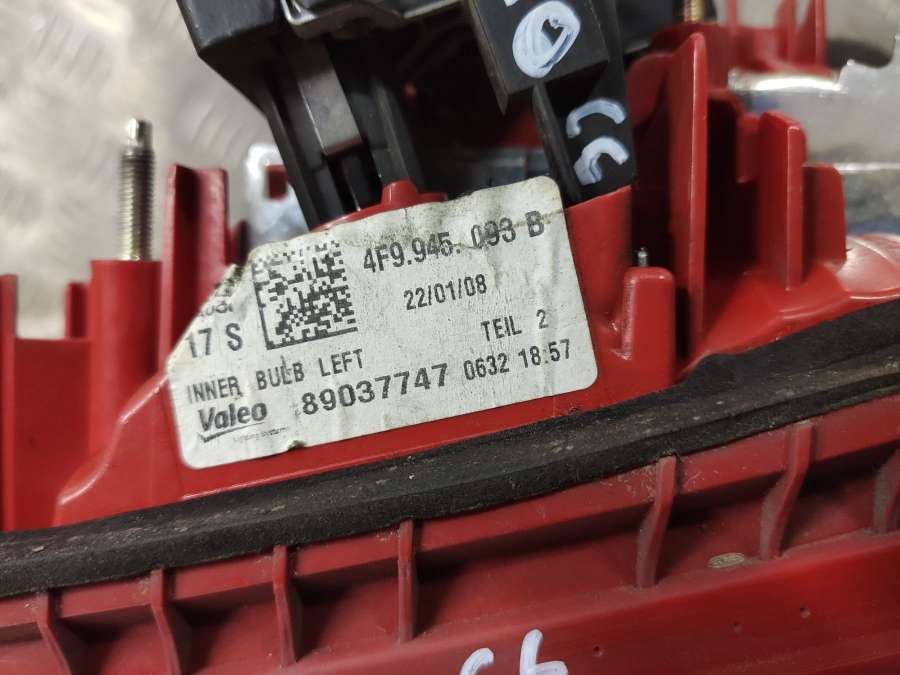 4F9.945. 093 B
22/01/08
17 S
TEIL 2
INNER BULB LEFT
89037747 0632 18:57
Valeo